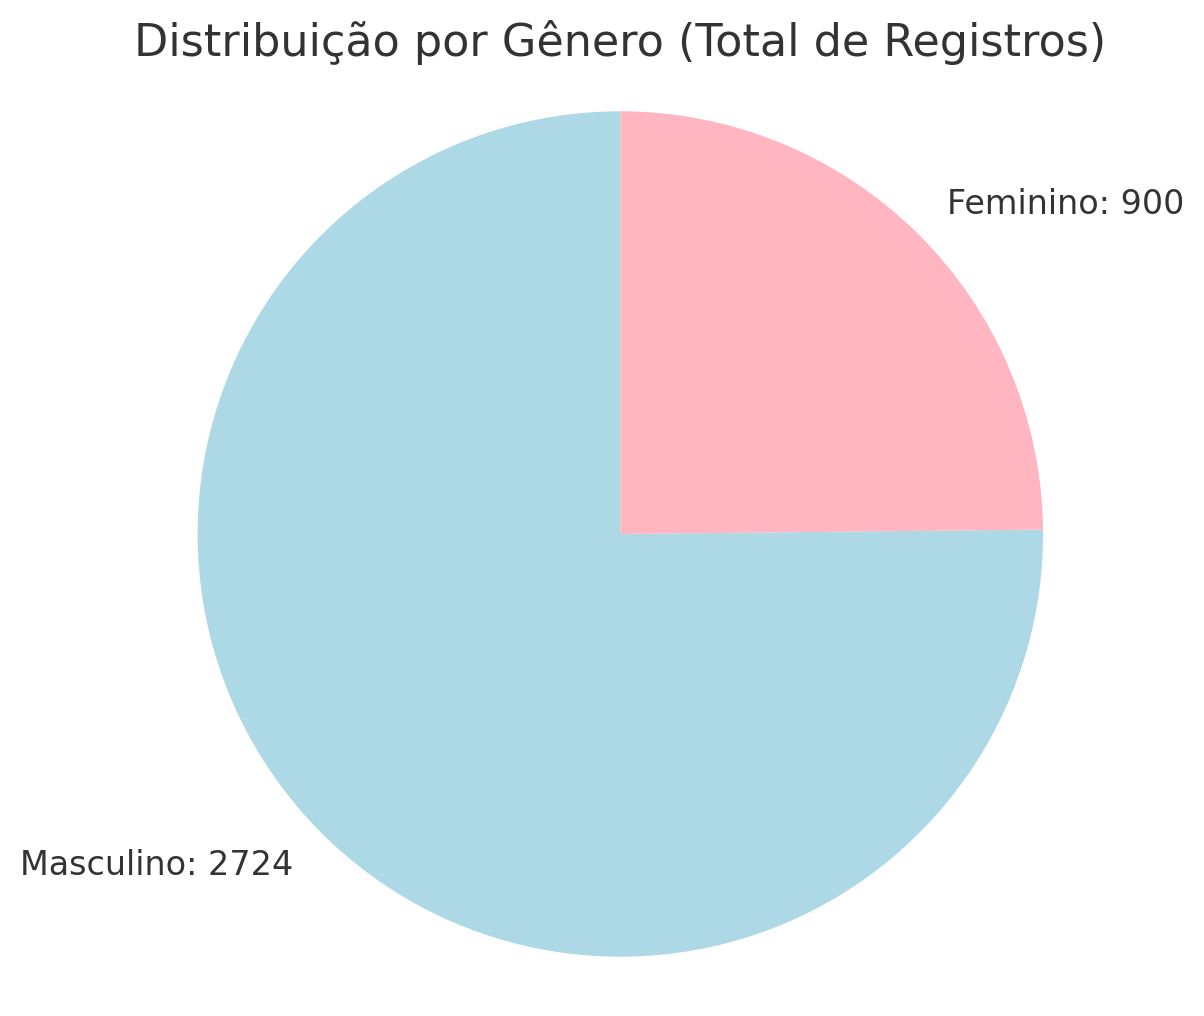 Distribuição por Gênero (Total de Registros)
Feminino: 900
Masculino: 2724